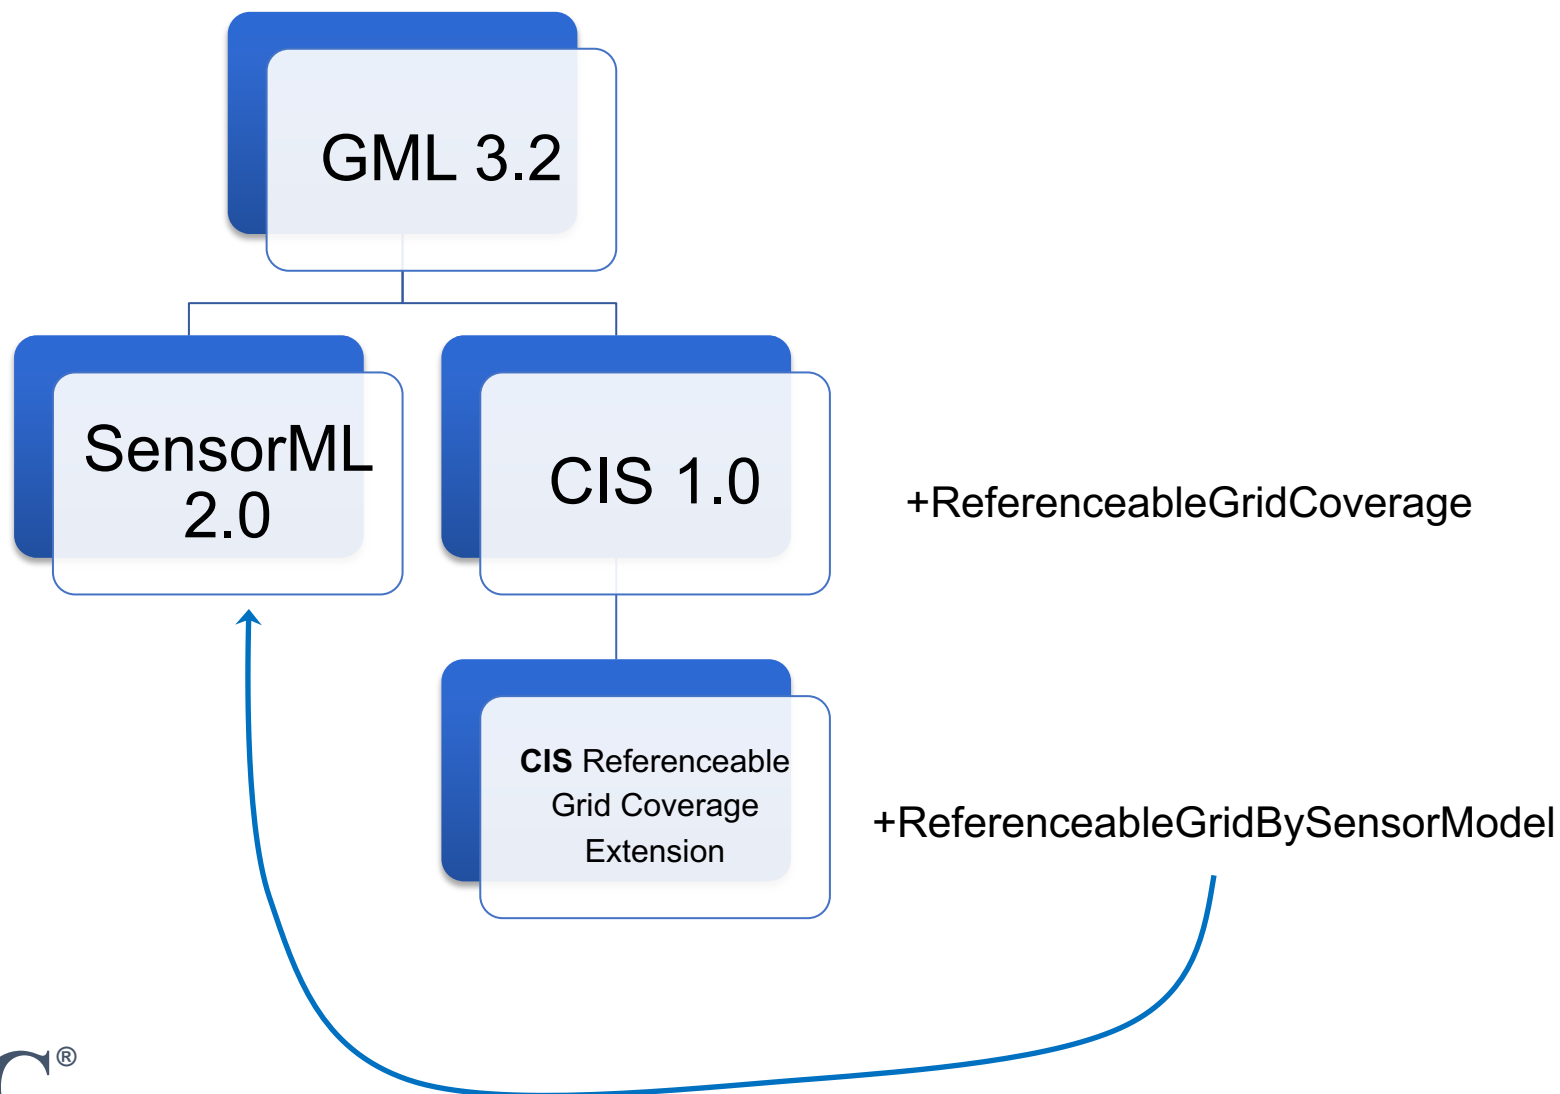 GML 3.2
SensorML
2.0
CIS 1.0
+ReferenceableGridCoverage
CIS Referenceable
Grid Coverage
Extension
+ReferenceableGridBySensorModel
C®